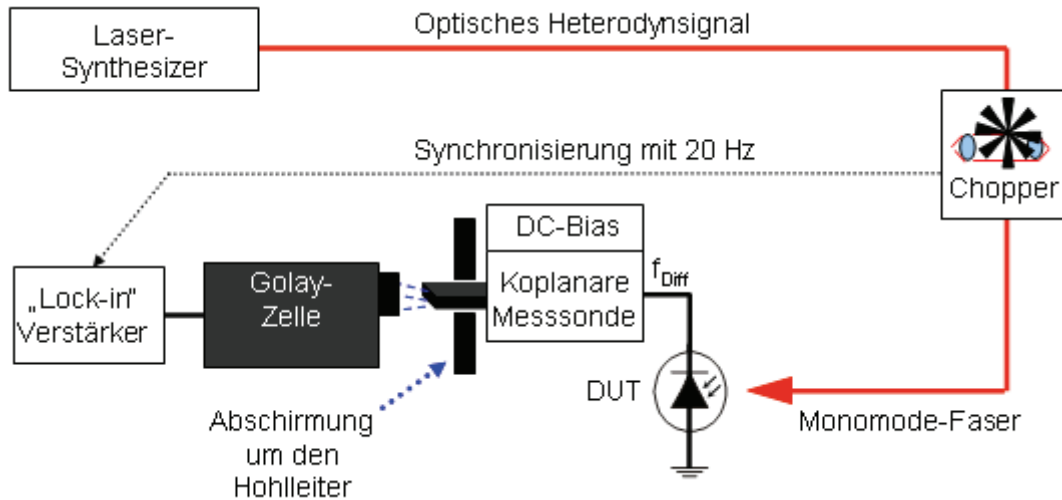 Laser-
Synthesizer
Optisches Heterodynsignal
Chopper
Synchronisierung mit 20 Hz
„Lock-in"
Verstärker
Golay-
Zelle
DC-Bias
Koplanare
Messsonde
f_Diff
DUT
Monomode-Faser
Abschirmung
um den
Hohlleiter